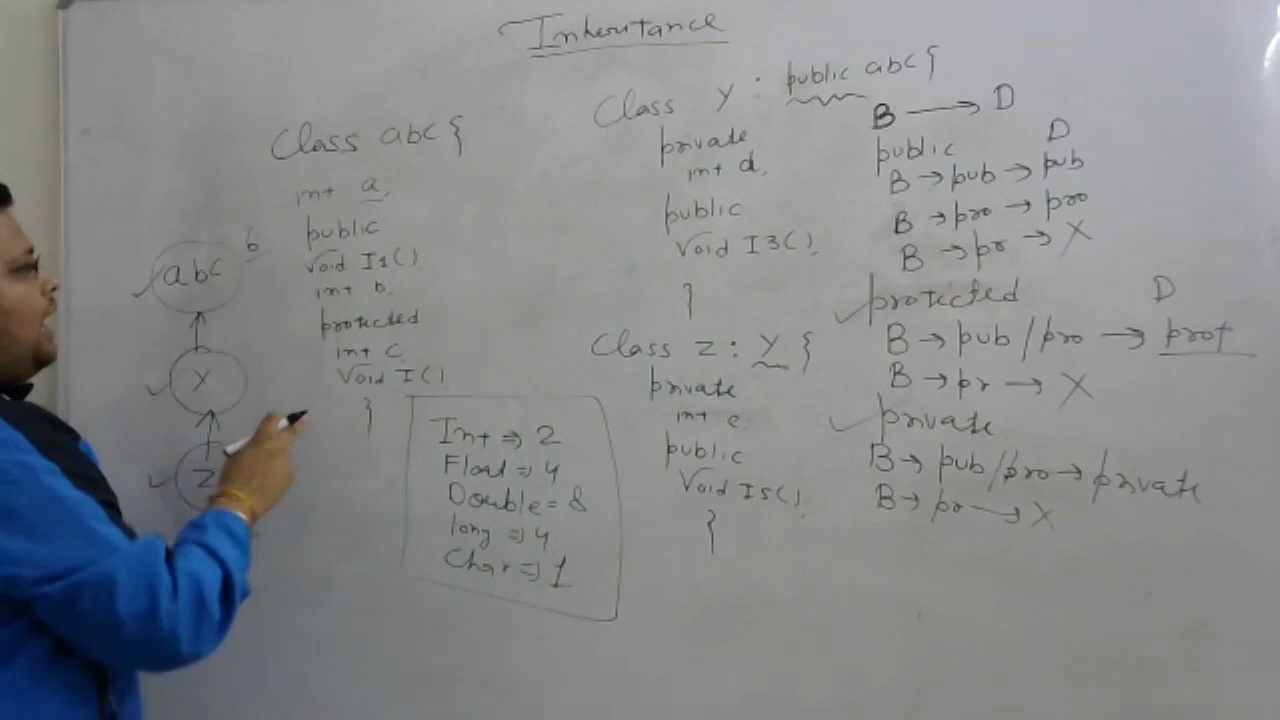 Inheritance
abc
b
Y
Z
Class abc {
int a,
public
Void I1()
int b,
protected
int c,
Void I()
}
Int ⇒ 2
Float ⇒ 4
Double = 8
long ⇒ 4
Char ⇒ 1
Class Y : public abc {
private
int d,
public
Void I3(),
}
Class Z : Y {
private
int e
public
Void I5(),
}
B → D
public D
B → pub → pub
B → pro → pro
B → pr → X
protected D
B → pub / pro → prot
B → pr → X
private
B → pub/pro → private
B → pr → X